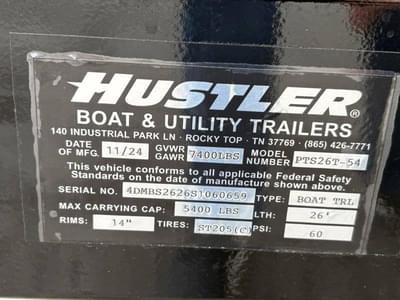 HUSTLER
BOAT & UTILITY TRAILERS
140 INDUSTRIAL PARK LN · ROCKY TOP · TN 37769 · (865) 426-7771
DATE OF MFG. 11/24 GVWR GAWR 7400LBS MODEL NUMBER PTS26T-54
This vehicle conforms to all applicable Federal Safety
Standards on the date of manufacture shown above.
SERIAL NO. 4DMBS2626S1060659 TYPE: BOAT TRL
MAX CARRYING CAP: 5400 LBS LTH: 26'
RIMS: 14" TIRES: ST205(C) PSI: 60